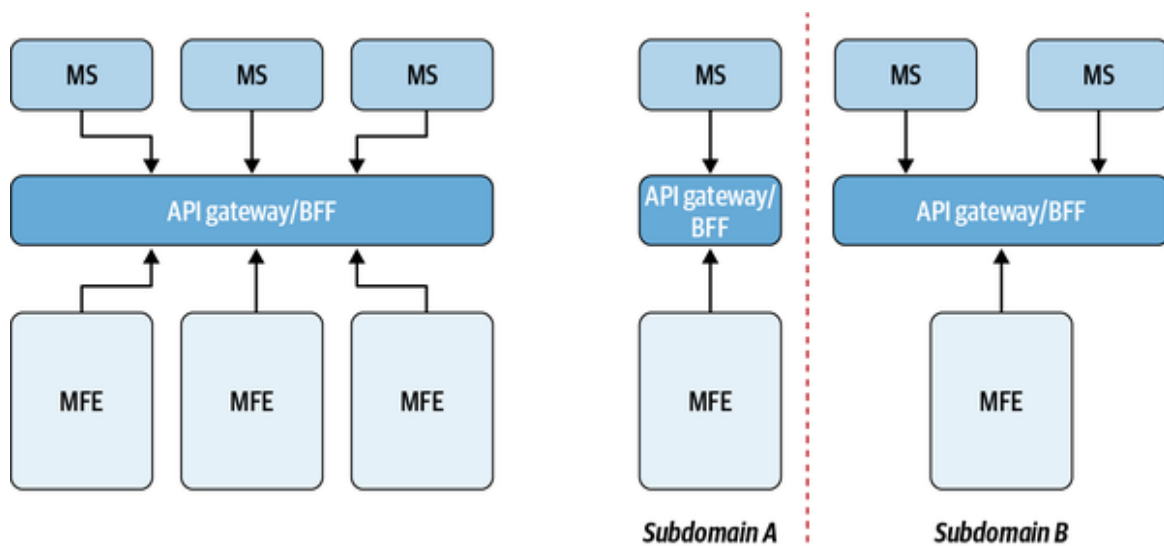 MS
MS
MS
API gateway/BFF
MFE
MFE
MFE
MS
API gateway/
BFF
MFE
Subdomain A
MS
MS
API gateway/BFF
MFE
Subdomain B